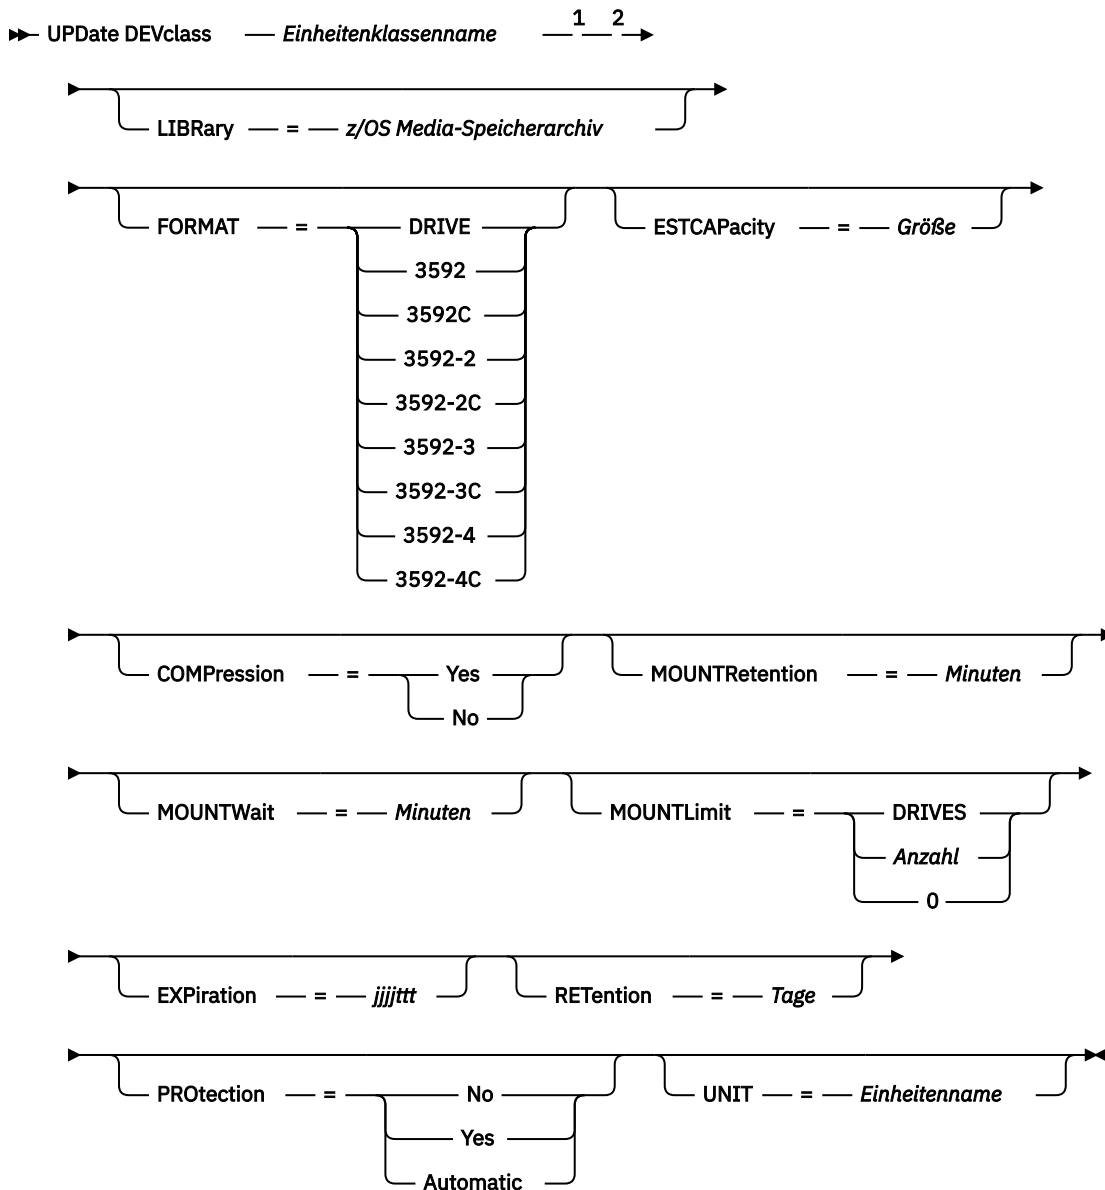 UPDate DEVclass Einheitenklassenname 1 2
LIBRary = z/OS Media-Speicherarchiv
FORMAT = DRIVE ESTCAPacity = Größe
3592
3592C
3592-2
3592-2C
3592-3
3592-3C
3592-4
3592-4C
COMPression = Yes MOUNTRetention = Minuten
No
MOUNTWait = Minuten MOUNTLimit = DRIVES
Anzahl
0
EXPiration = jjjjttt RETention = Tage
PROtection = No UNIT = Einheitenname
Yes
Automatic